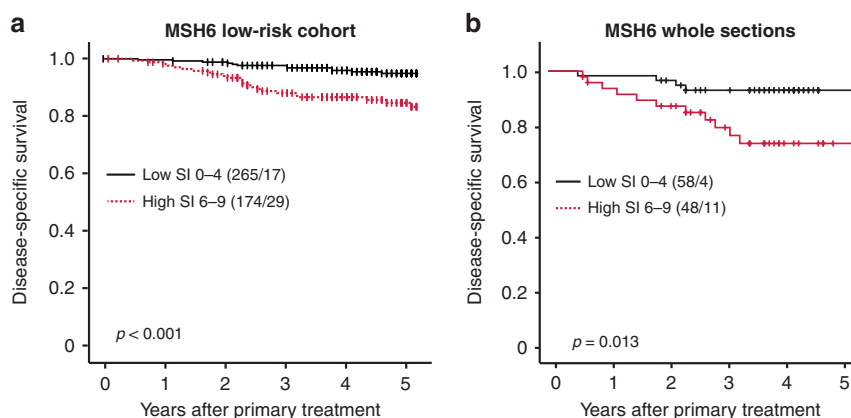 a
MSH6 low-risk cohort
Disease-specific survival
1.0
0.8
0.6
0.4
0.2
0
Low SI 0–4 (265/17)
High SI 6–9 (174/29)
p < 0.001
0 1 2 3 4 5
Years after primary treatment
b
MSH6 whole sections
Disease-specific survival
1.0
0.8
0.6
0.4
0.2
0
Low SI 0–4 (58/4)
High SI 6–9 (48/11)
p = 0.013
0 1 2 3 4 5
Years after primary treatment